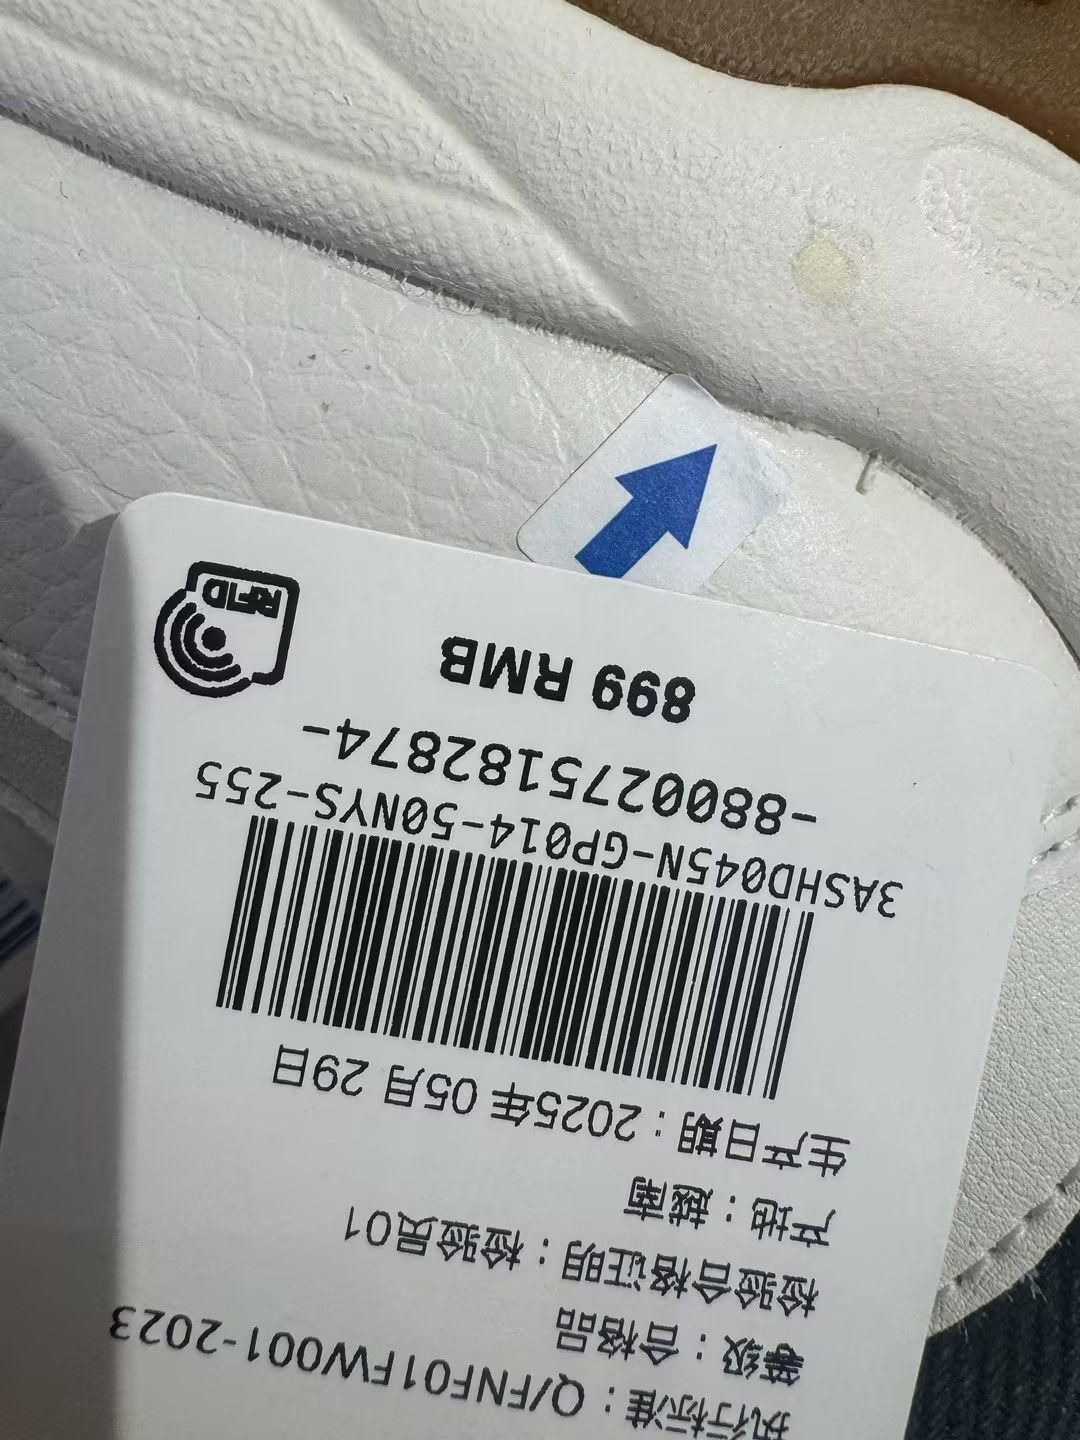 RFID
899 RMB
-8800275182874-
3ASHD045N-GP014-50NYS-255
生产日期：2025年 05月 29日
产地：越南
检验合格证明：检验员01
等级：合格品
执行标准：Q/FNF01FW001-2023